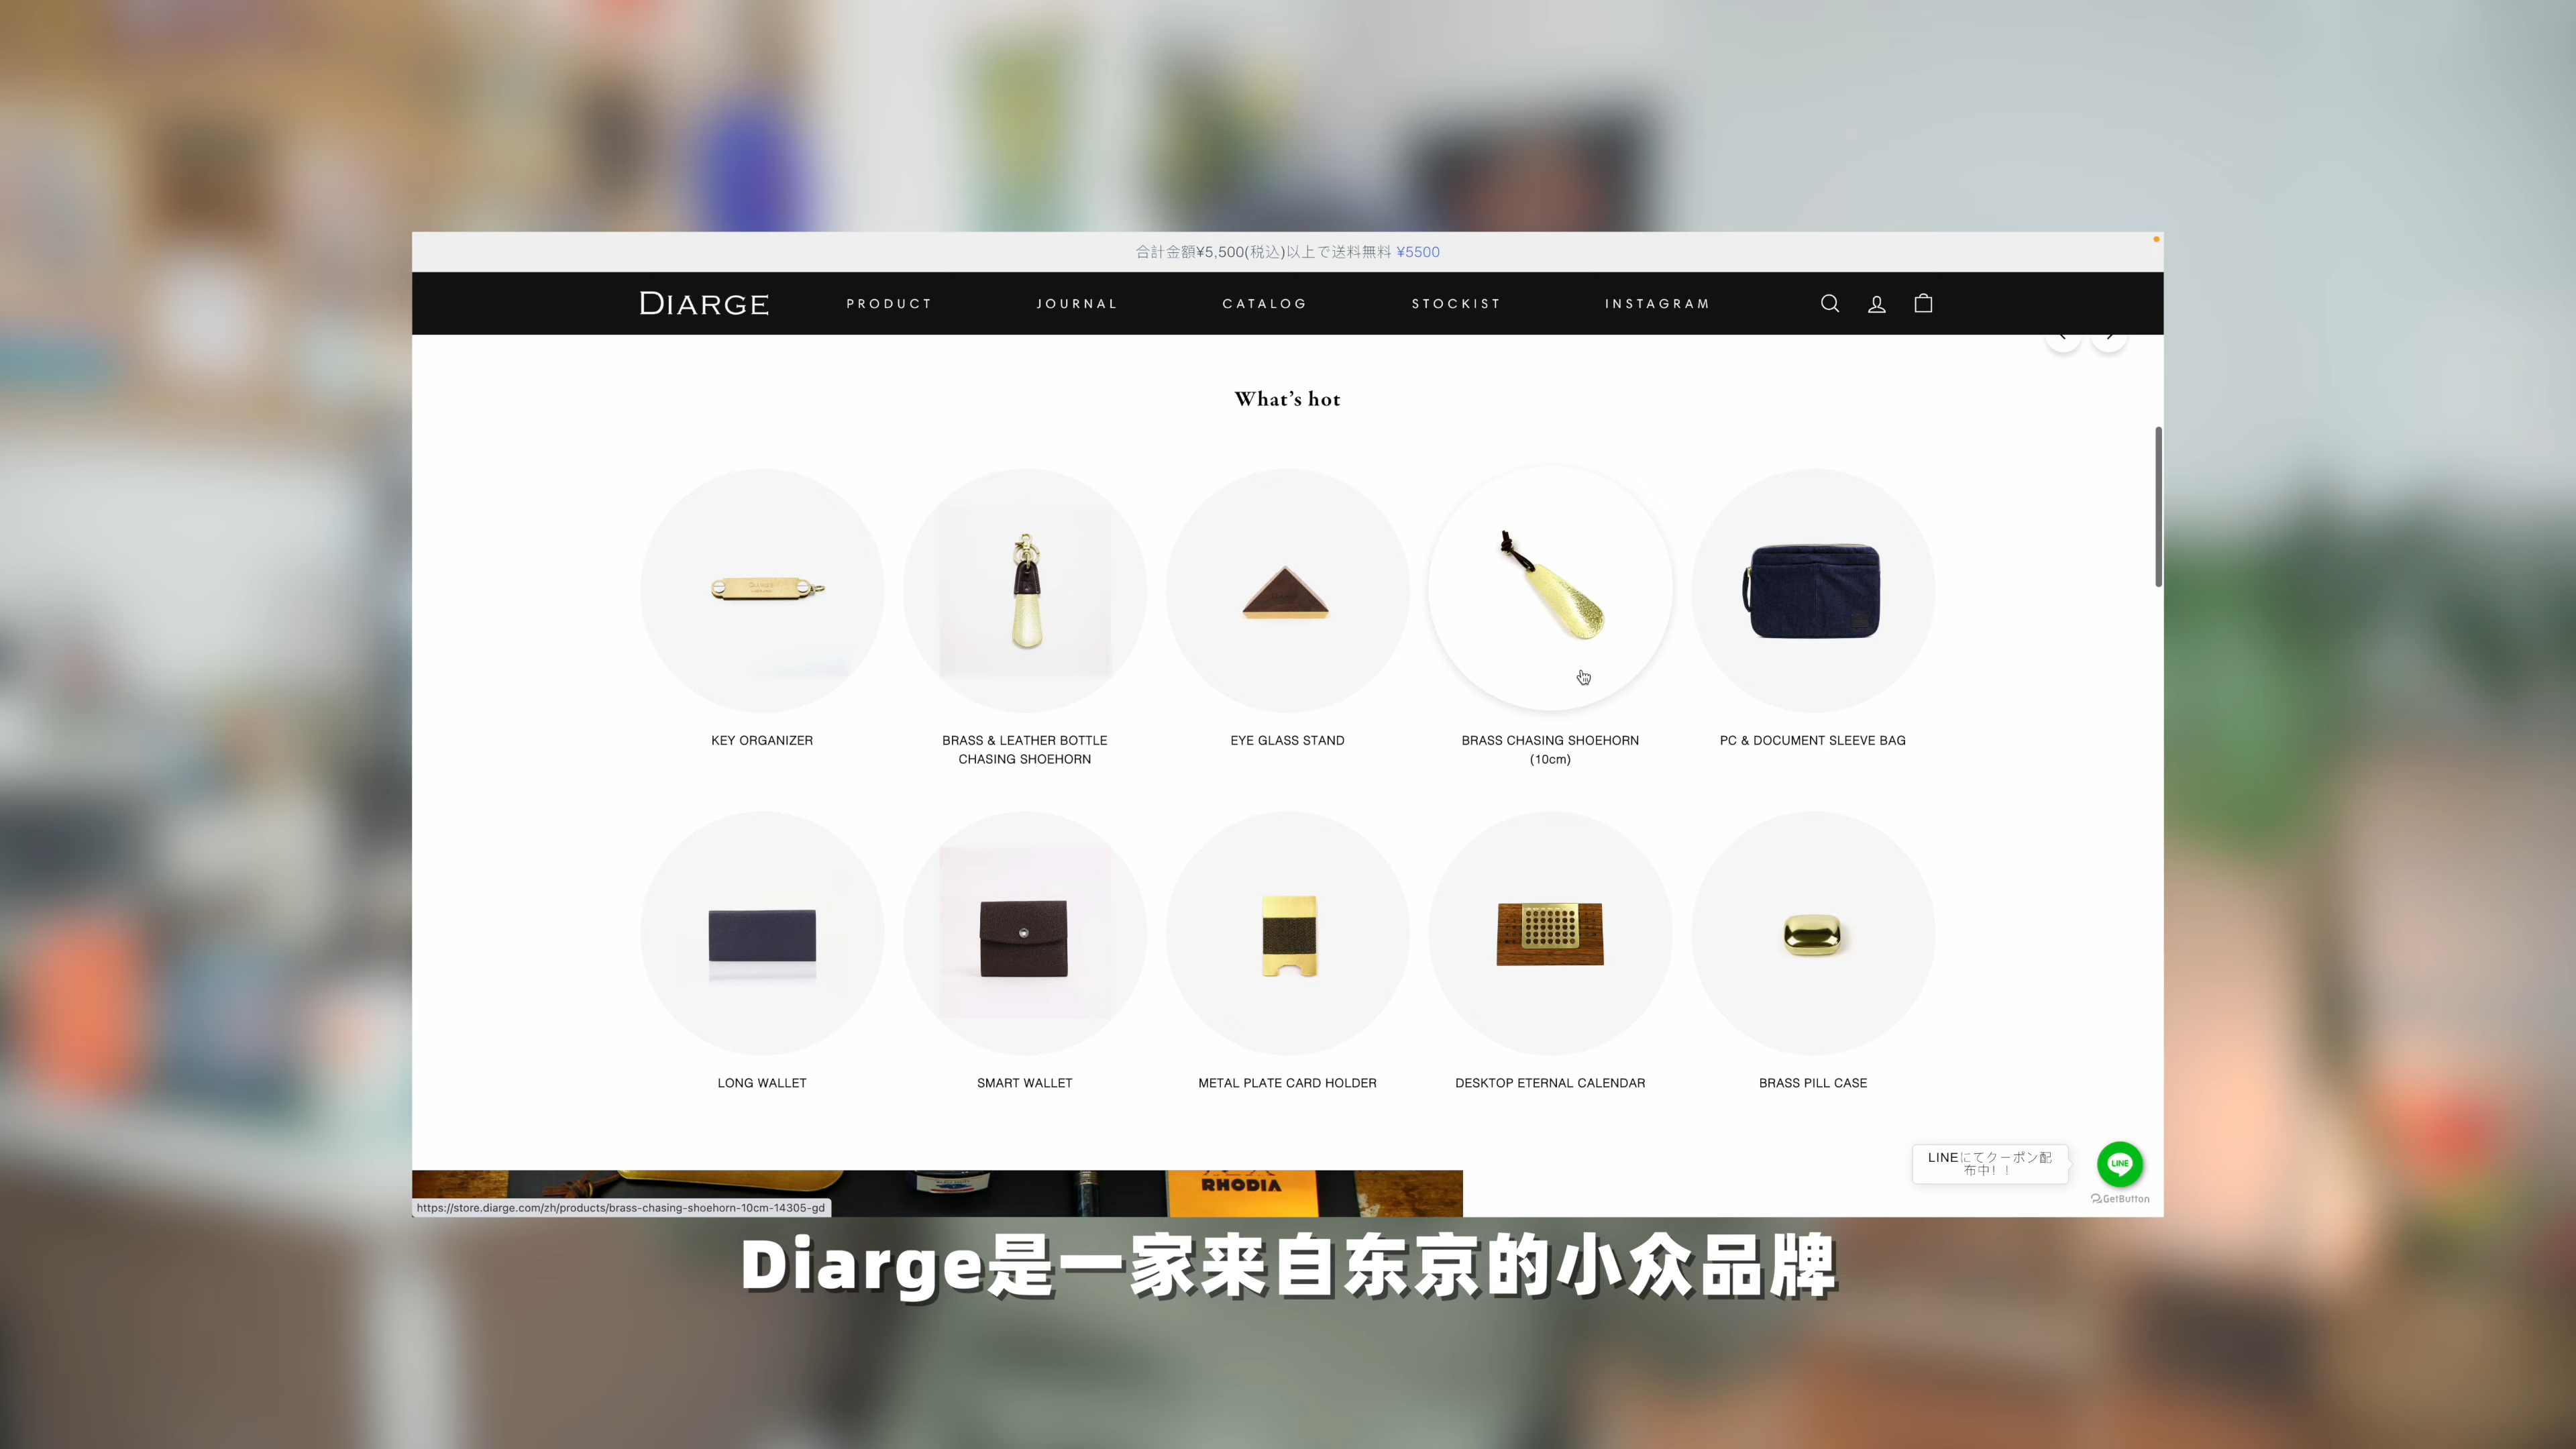 合計金額¥5,500(税込)以上で送料無料 ¥5500
DIARGE PRODUCT JOURNAL CATALOG STOCKIST INSTAGRAM
What's hot
KEY ORGANIZER
BRASS & LEATHER BOTTLE
CHASING SHOEHORN
EYE GLASS STAND
BRASS CHASING SHOEHORN
(10cm)
PC & DOCUMENT SLEEVE BAG
LONG WALLET
SMART WALLET
METAL PLATE CARD HOLDER
DESKTOP ETERNAL CALENDAR
BRASS PILL CASE
LINEにてクーポン配
布中！！
LINE
GetButton
RHODIA
https://store.diarge.com/zh/products/brass-chasing-shoehorn-10cm-14305-gd
Diarge是一家来自东京的小众品牌